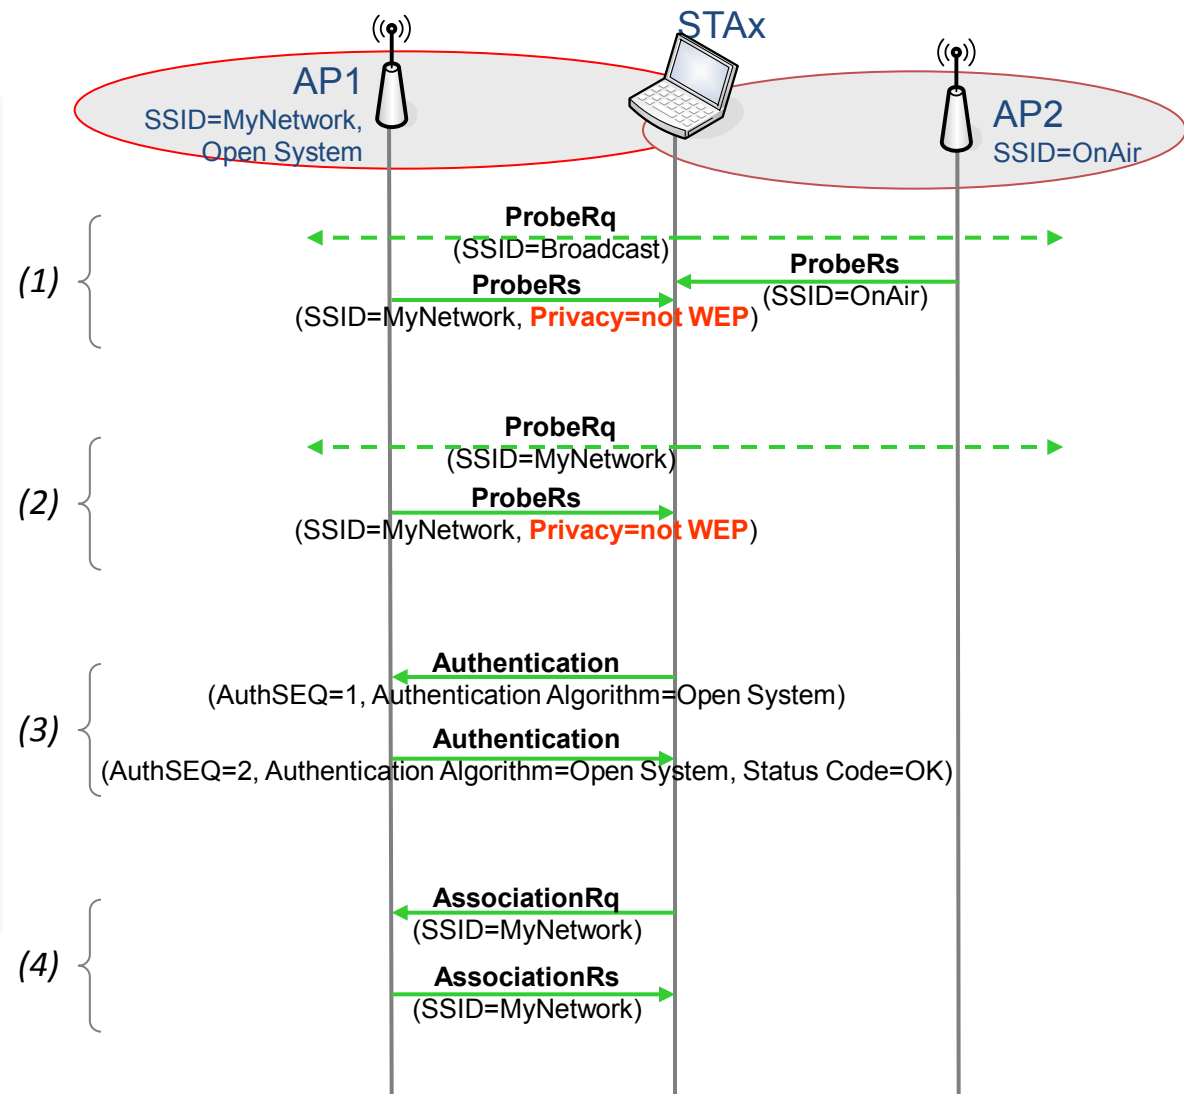 STAx
AP1
SSID=MyNetwork,
Open System
AP2
SSID=OnAir
(1)
ProbeRq
(SSID=Broadcast)
ProbeRs
(SSID=OnAir)
ProbeRs
(SSID=MyNetwork, Privacy=not WEP)
(2)
ProbeRq
(SSID=MyNetwork)
ProbeRs
(SSID=MyNetwork, Privacy=not WEP)
(3)
Authentication
(AuthSEQ=1, Authentication Algorithm=Open System)
Authentication
(AuthSEQ=2, Authentication Algorithm=Open System, Status Code=OK)
(4)
AssociationRq
(SSID=MyNetwork)
AssociationRs
(SSID=MyNetwork)